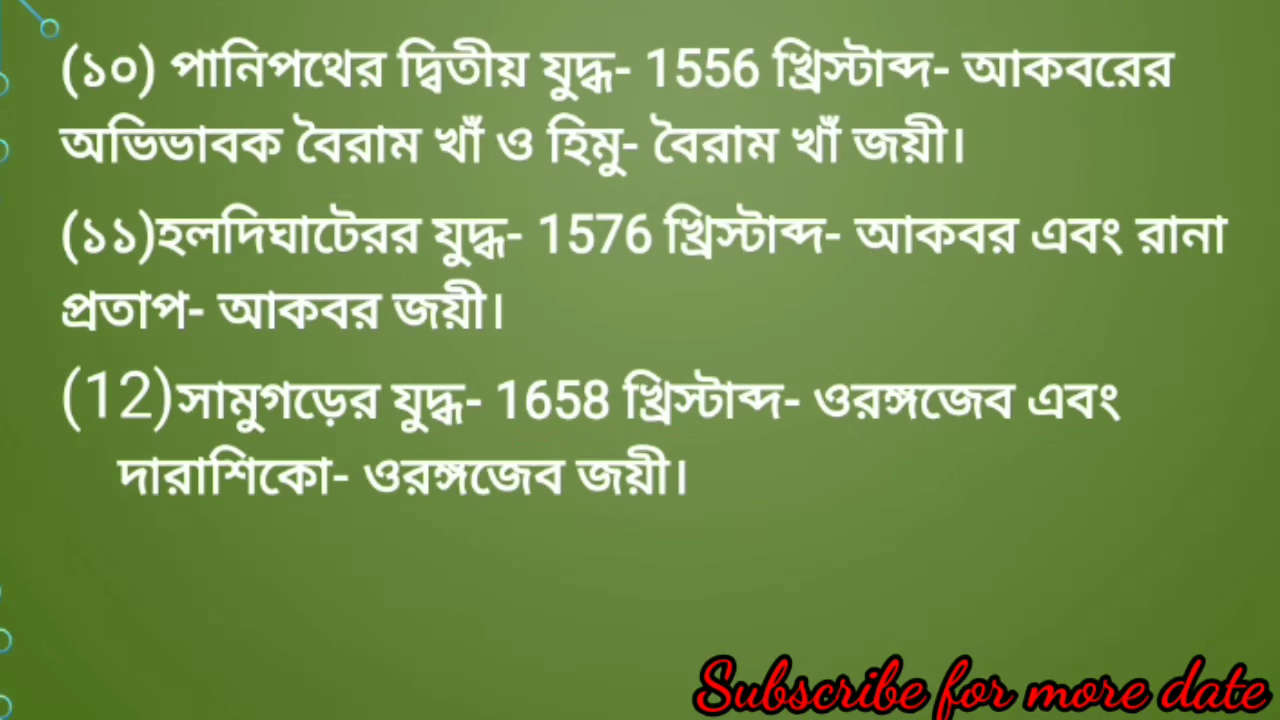 (১০) পানিপথের দ্বিতীয় যুদ্ধ- 1556 খ্রিস্টাব্দ- আকবরের
অভিভাবক বৈরাম খাঁ ও হিমু- বৈরাম খাঁ জয়ী।
(১১)হলদিঘাটেরর যুদ্ধ- 1576 খ্রিস্টাব্দ- আকবর এবং রানা
প্রতাপ- আকবর জয়ী।
(12)সামুগড়ের যুদ্ধ- 1658 খ্রিস্টাব্দ- ওরঙ্গজেব এবং
দারাশিকো- ওরঙ্গজেব জয়ী।
Subscribe for more date